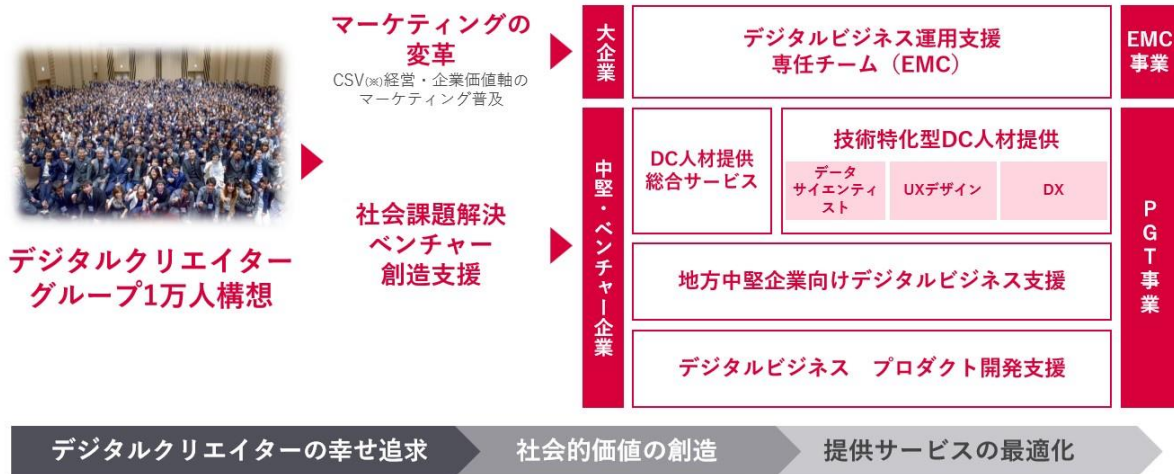 デジタルクリエイター
グループ1万人構想
マーケティングの
変革
CSV(※)経営・企業価値軸の
マーケティング普及
社会課題解決
ベンチャー
創造支援
大企業
デジタルビジネス運用支援
専任チーム（EMC）
EMC
事業
中堅・ベンチャー企業
DC人材提供
総合サービス
技術特化型DC人材提供
データ
サイエンティ
スト
UXデザイン
DX
地方中堅企業向けデジタルビジネス支援
デジタルビジネス　プロダクト開発支援
PGT事業
デジタルクリエイターの幸せ追求
社会的価値の創造
提供サービスの最適化